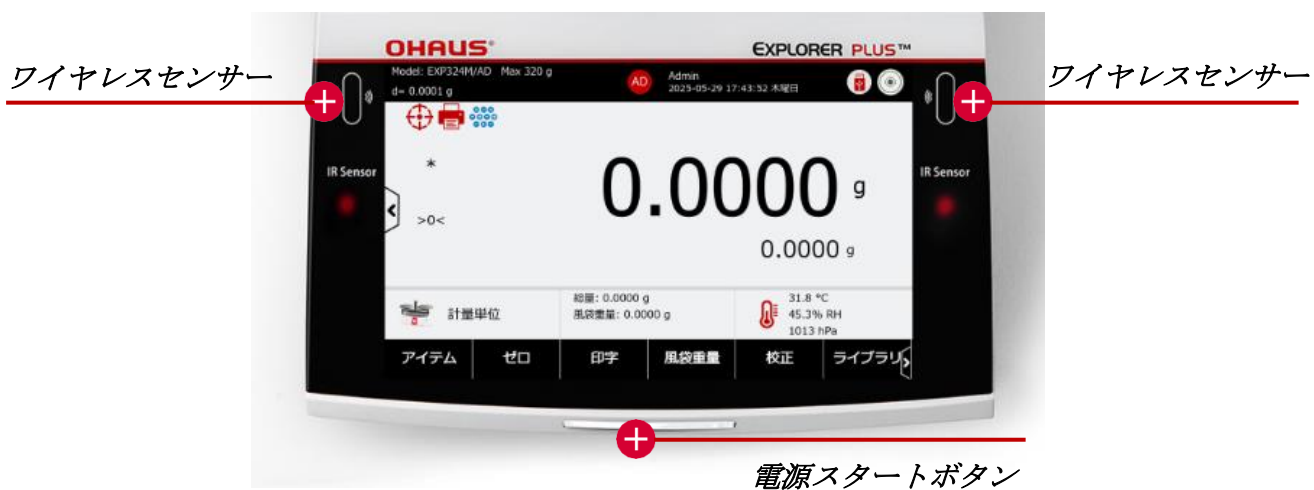 OHAUS®
EXPLORER PLUS™
ワイヤレスセンサー
ワイヤレスセンサー
Model: EXP324M/AD Max 320 g
d= 0.0001 g
AD
Admin
2025-05-29 17:43:52 木曜日
IR Sensor
IR Sensor
*
0.0000 g
>0<
0.0000 g
計量単位
総量: 0.0000 g
風袋重量: 0.0000 g
31.8 °C
45.3% RH
1013 hPa
アイテム ゼロ 印字 風袋重量 校正 ライブラリ
電源スタートボタン